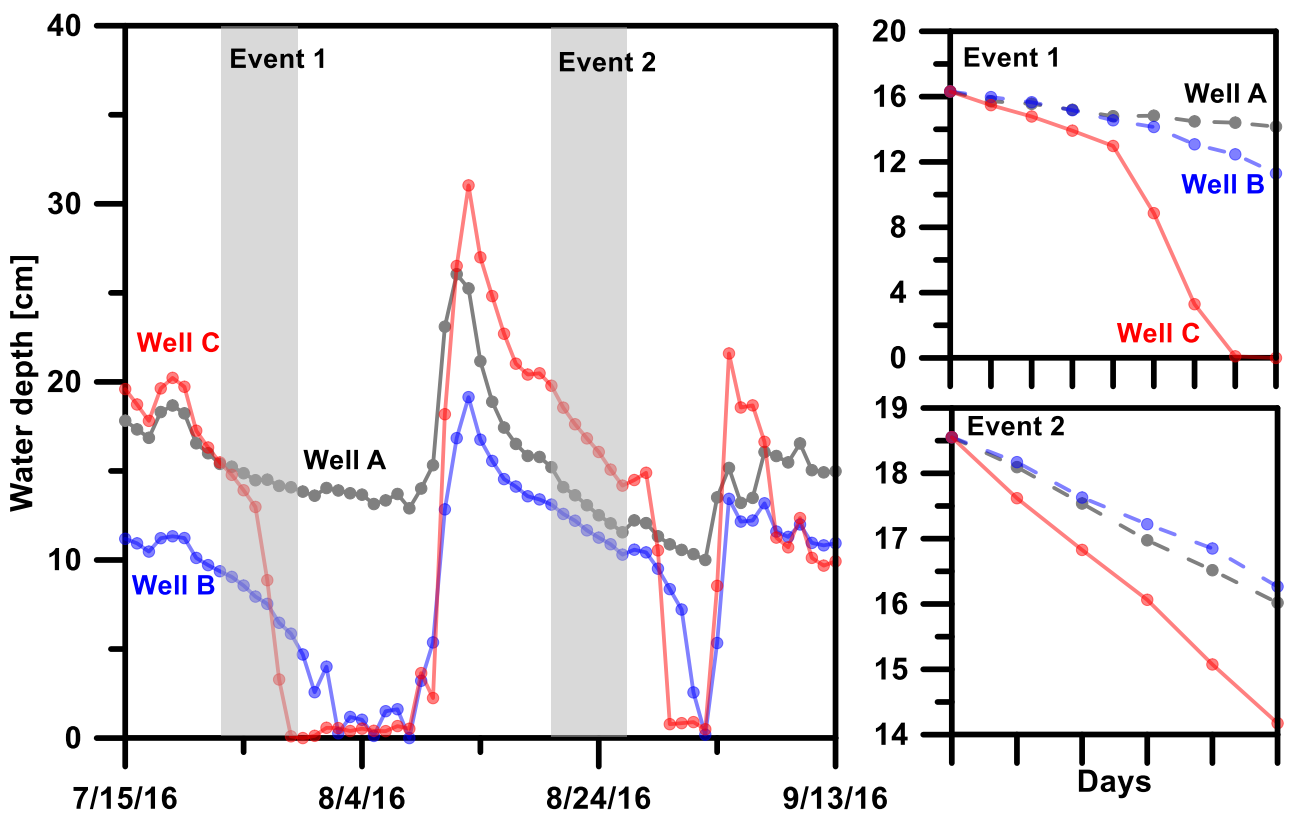 40
30
20
10
0
Water depth [cm]
Event 1
Event 2
Well C
Well A
Well B
7/15/16
8/4/16
8/24/16
9/13/16
20
16
12
8
4
0
Event 1
Well A
Well B
Well C
19
18
17
16
15
14
Event 2
Days